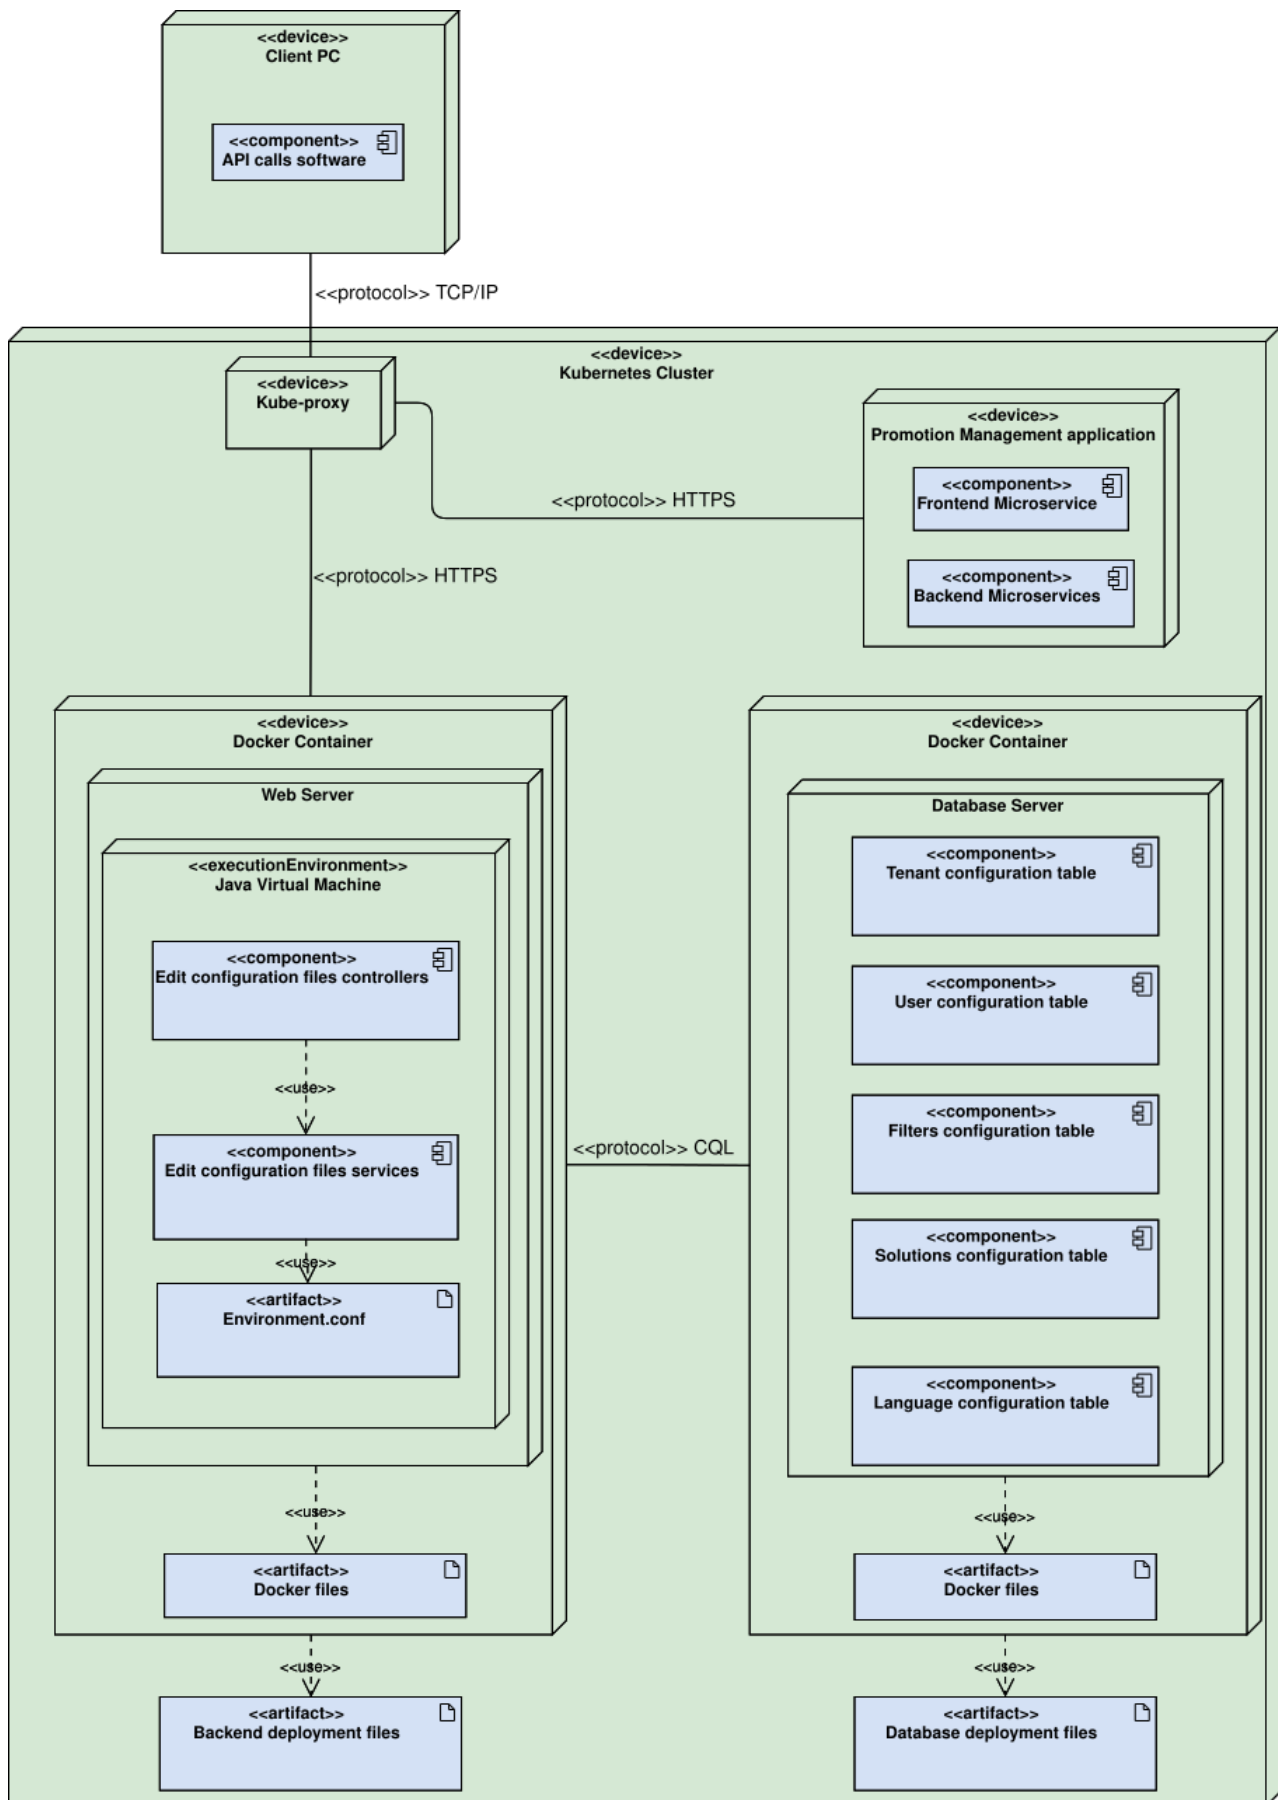 <<device>>
Client PC
<<component>>
API calls software
<<protocol>> TCP/IP
<<device>>
Kubernetes Cluster
<<device>>
Kube-proxy
<<device>>
Promotion Management application
<<component>>
Frontend Microservice
<<protocol>> HTTPS
<<component>>
Backend Microservices
<<protocol>> HTTPS
<<device>>
Docker Container
Web Server
<<executionEnvironment>>
Java Virtual Machine
<<component>>
Edit configuration files controllers
<<use>>
<<component>>
Edit configuration files services
<<use>>
<<artifact>>
Environment.conf
<<use>>
<<artifact>>
Docker files
<<use>>
<<artifact>>
Backend deployment files
<<protocol>> CQL
<<device>>
Docker Container
Database Server
<<component>>
Tenant configuration table
<<component>>
User configuration table
<<component>>
Filters configuration table
<<component>>
Solutions configuration table
<<component>>
Language configuration table
<<use>>
<<artifact>>
Docker files
<<use>>
<<artifact>>
Database deployment files